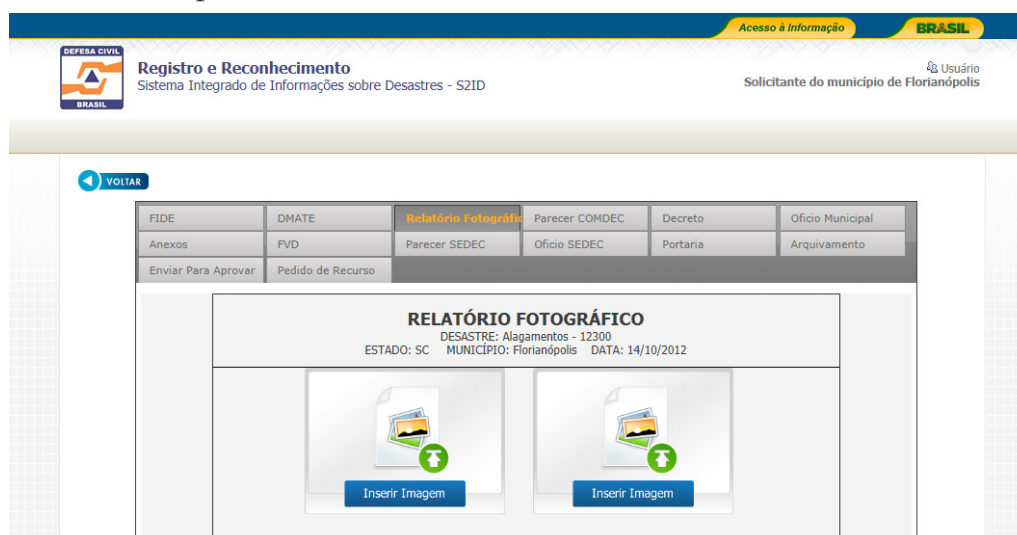 Acesso à Informação BRASIL
DEFESA CIVIL
BRASIL
Registro e Reconhecimento
Sistema Integrado de Informações sobre Desastres - S2ID
Usuário
Solicitante do município de Florianópolis
VOLTAR
FIDE DMATE Relatório Fotográfic Parecer COMDEC Decreto Oficio Municipal
Anexos FVD Parecer SEDEC Oficio SEDEC Portaria Arquivamento
Enviar Para Aprovar Pedido de Recurso
RELATÓRIO FOTOGRÁFICO
DESASTRE: Alagamentos - 12300
ESTADO: SC MUNICÍPIO: Florianópolis DATA: 14/10/2012
Inserir Imagem Inserir Imagem